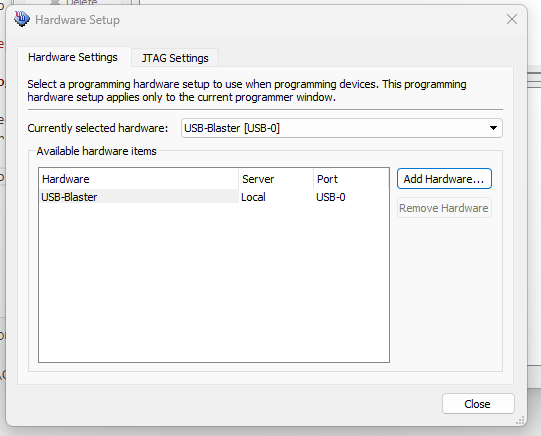 Delete
Hardware Setup
Hardware Settings
JTAG Settings
Select a programming hardware setup to use when programming devices. This programming
hardware setup applies only to the current programmer window.
Currently selected hardware:
USB-Blaster [USB-0]
Available hardware items
Hardware
Server
Port
USB-Blaster
Local
USB-0
Add Hardware...
Remove Hardware
Close